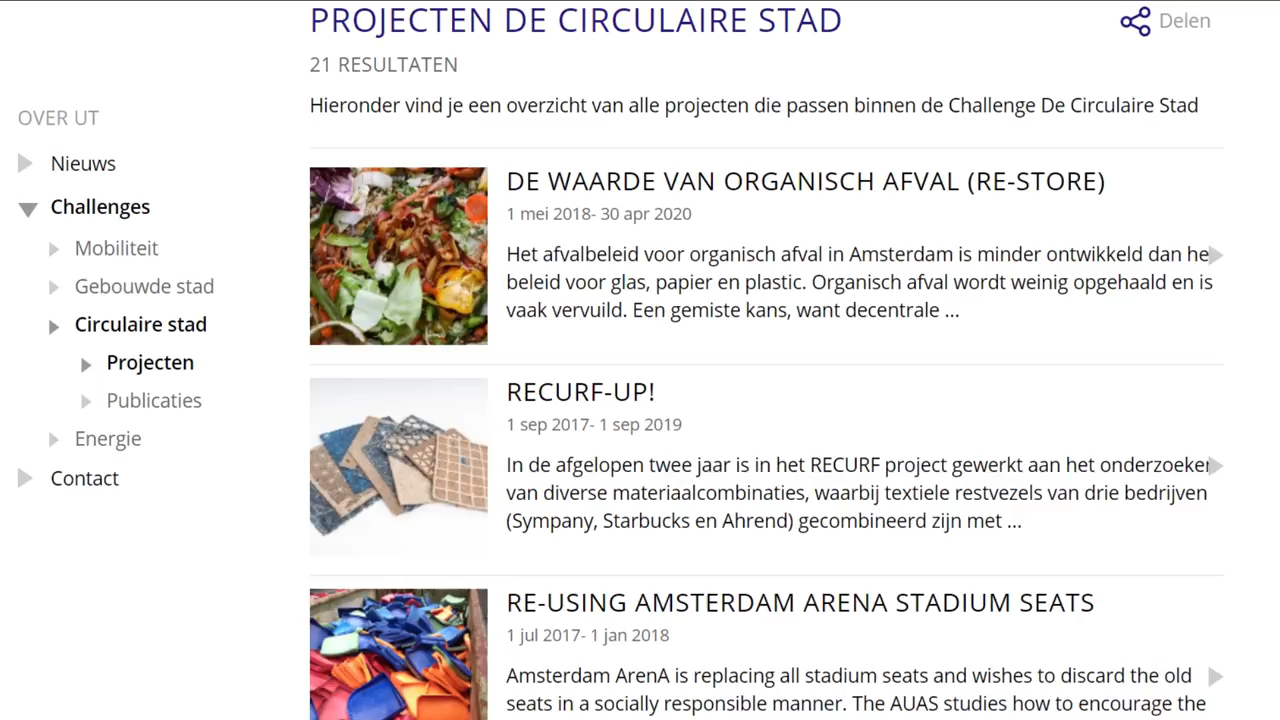 PROJECTEN DE CIRCULAIRE STAD
Delen
21 RESULTATEN
Hieronder vind je een overzicht van alle projecten die passen binnen de Challenge De Circulaire Stad
OVER UT
Nieuws
Challenges
Mobiliteit
Gebouwde stad
Circulaire stad
Projecten
Publicaties
Energie
Contact
DE WAARDE VAN ORGANISCH AFVAL (RE-STORE)
1 mei 2018- 30 apr 2020
Het afvalbeleid voor organisch afval in Amsterdam is minder ontwikkeld dan he
beleid voor glas, papier en plastic. Organisch afval wordt weinig opgehaald en is
vaak vervuild. Een gemiste kans, want decentrale ...
RECURF-UP!
1 sep 2017- 1 sep 2019
In de afgelopen twee jaar is in het RECURF project gewerkt aan het onderzoeken
van diverse materiaalcombinaties, waarbij textiele restvezels van drie bedrijven
(Sympany, Starbucks en Ahrend) gecombineerd zijn met ...
RE-USING AMSTERDAM ARENA STADIUM SEATS
1 jul 2017- 1 jan 2018
Amsterdam ArenA is replacing all stadium seats and wishes to discard the old
seats in a socially responsible manner. The AUAS studies how to encourage the